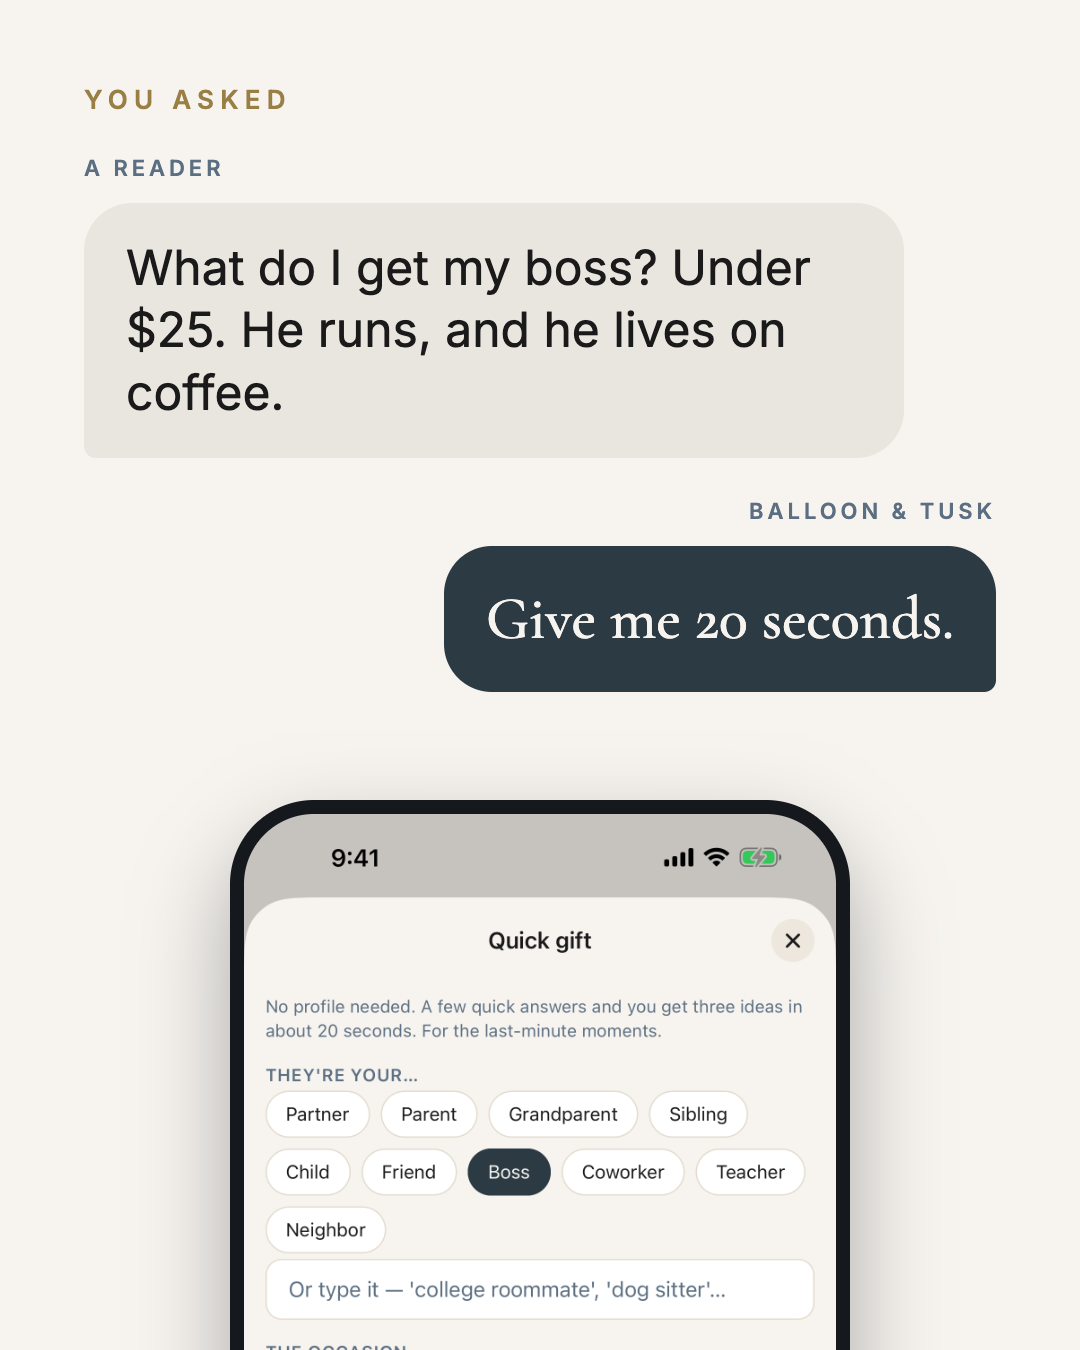 YOU ASKED
A READER
What do I get my boss? Under
$25. He runs, and he lives on
coffee.
BALLOON & TUSK
Give me 20 seconds.
9:41
Quick gift
No profile needed. A few quick answers and you get three ideas in
about 20 seconds. For the last-minute moments.
THEY'RE YOUR...
Partner Parent Grandparent Sibling
Child Friend Boss Coworker Teacher
Neighbor
Or type it — 'college roommate', 'dog sitter'...
THE OCCASION